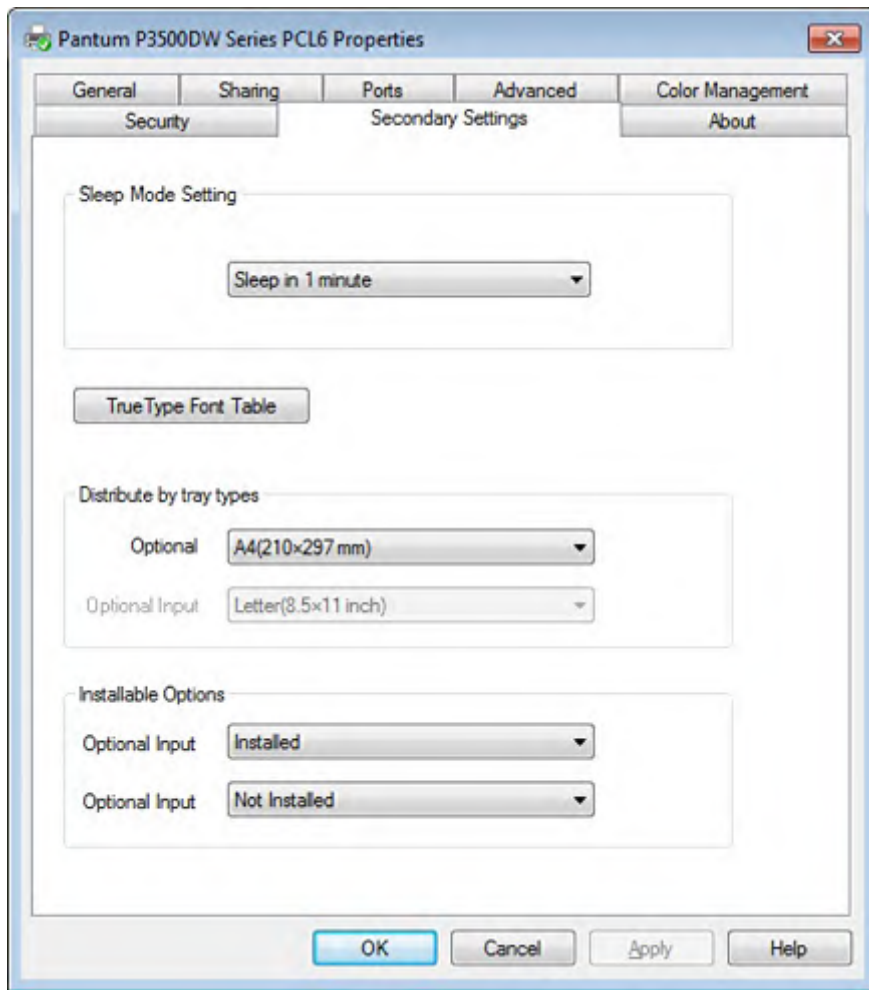 Pantum P3500DW Series PCL6 Properties
General Sharing Ports Advanced Color Management
Security Secondary Settings About
Sleep Mode Setting
Sleep in 1 minute
TrueType Font Table
Distribute by tray types
Optional A4(210×297 mm)
Optional Input Letter(8.5×11 inch)
Installable Options
Optional Input Installed
Optional Input Not Installed
OK Cancel Apply Help